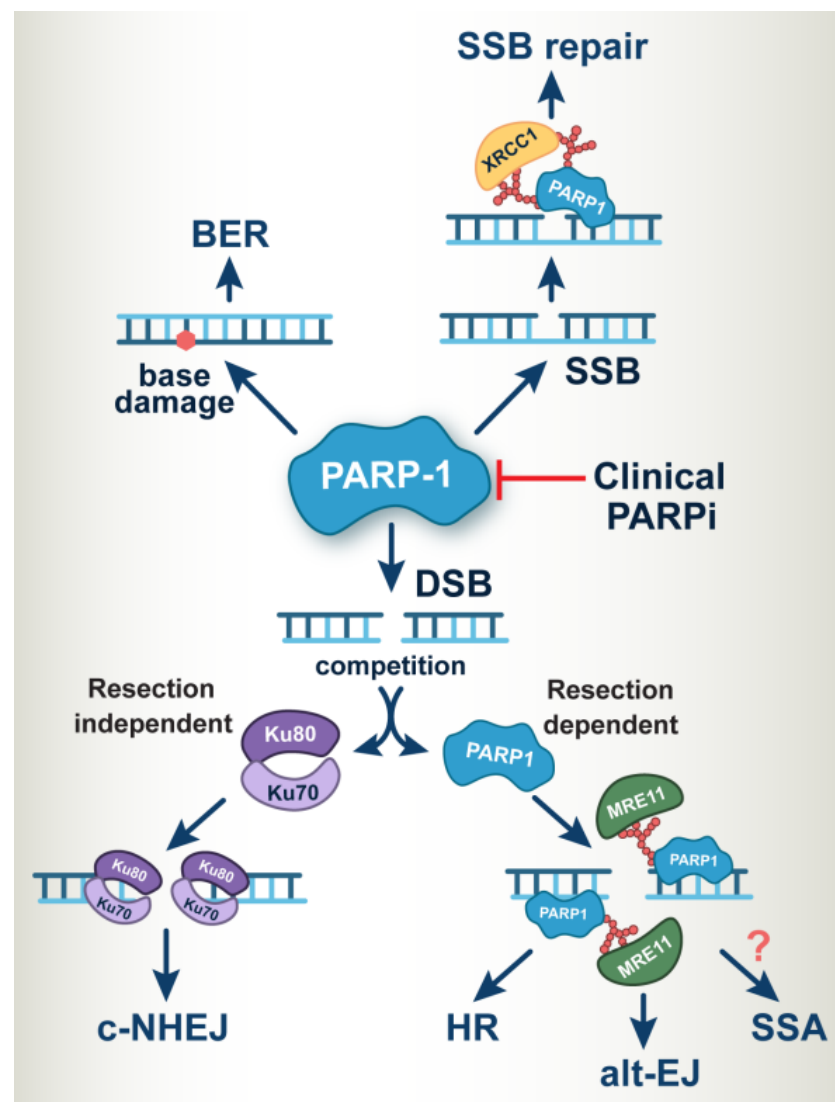 SSB repair
XRCC1
PARP1
BER
base
damage
SSB
PARP-1
Clinical
PARPi
DSB
competition
Resection
independent
Resection
dependent
Ku80
Ku70
PARP1
MRE11
PARP1
Ku80
Ku80
Ku70
Ku70
PARP1
MRE11
?
c-NHEJ
HR
SSA
alt-EJ